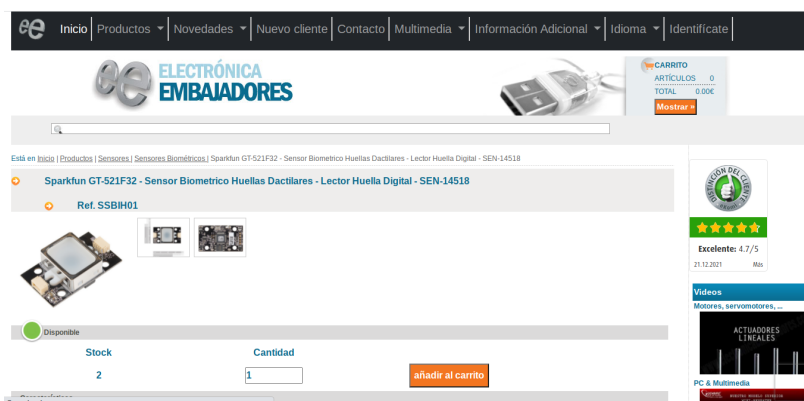 Inicio Productos Novedades Nuevo cliente Contacto Multimedia Información Adicional Idioma Identifícate
ELECTRÓNICA
EMBAJADORES
CARRITO
ARTÍCULOS 0
TOTAL 0.00€
Mostrar »
Está en Inicio | Productos | Sensores | Sensores Biométricos | Sparkfun GT-521F32 - Sensor Biometrico Huellas Dactilares - Lector Huella Digital - SEN-14518
Sparkfun GT-521F32 - Sensor Biometrico Huellas Dactilares - Lector Huella Digital - SEN-14518
Ref. SSBIH01
Disponible
Stock Cantidad
2 1 añadir al carrito
Características
DISTINCIÓN DEL CLIENTE
Excelente: 4.7/5
21.12.2021 Más
Videos
Motores, servomotores, ...
ACTUADORES
LINEALES
PC & Multimedia